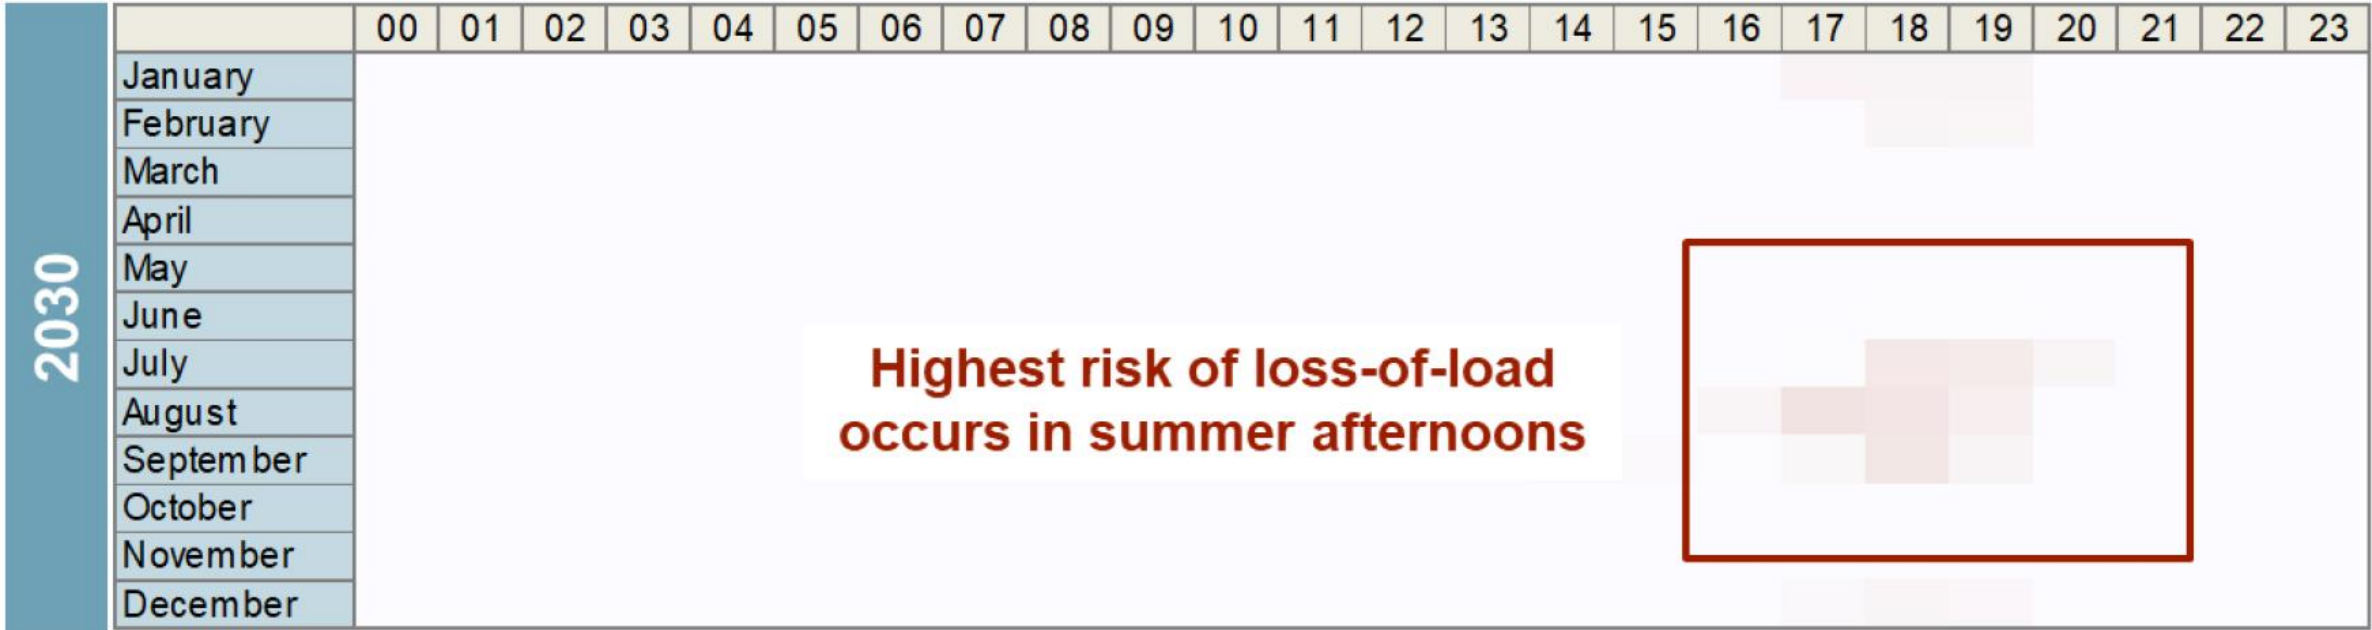 00 01 02 03 04 05 06 07 08 09 10 11 12 13 14 15 16 17 18 19 20 21 22 23
2030
January
February
March
April
May
June
July
August
September
October
November
December
Highest risk of loss-of-load
occurs in summer afternoons